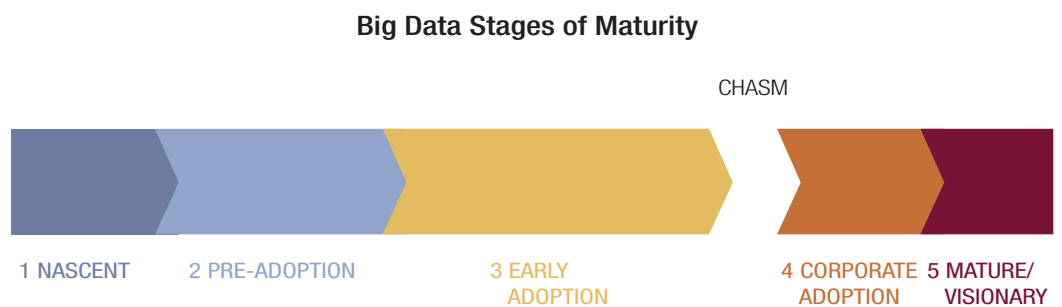 Big Data Stages of Maturity
CHASM
1 NASCENT
2 PRE-ADOPTION
3 EARLY
ADOPTION
4 CORPORATE
ADOPTION
5 MATURE/
VISIONARY